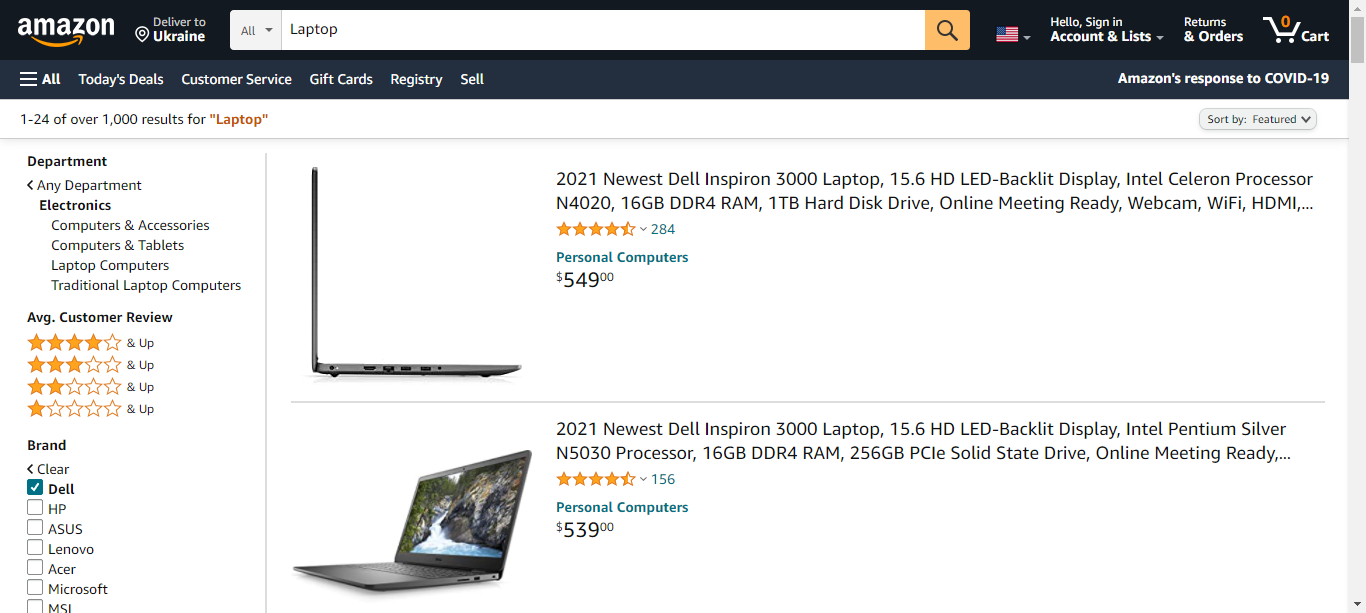 amazon
Deliver to
Ukraine
All
Laptop
Hello, Sign in
Account & Lists
Returns
& Orders
0
Cart
All
Today's Deals
Customer Service
Gift Cards
Registry
Sell
Amazon's response to COVID-19
1-24 of over 1,000 results for "Laptop"
Sort by: Featured
Department
Any Department
Electronics
Computers & Accessories
Computers & Tablets
Laptop Computers
Traditional Laptop Computers
Avg. Customer Review
& Up
& Up
& Up
& Up
Brand
Clear
Dell
HP
ASUS
Lenovo
Acer
Microsoft
MSI
2021 Newest Dell Inspiron 3000 Laptop, 15.6 HD LED-Backlit Display, Intel Celeron Processor
N4020, 16GB DDR4 RAM, 1TB Hard Disk Drive, Online Meeting Ready, Webcam, WiFi, HDMI,...
284
Personal Computers
$54900
2021 Newest Dell Inspiron 3000 Laptop, 15.6 HD LED-Backlit Display, Intel Pentium Silver
N5030 Processor, 16GB DDR4 RAM, 256GB PCIe Solid State Drive, Online Meeting Ready,...
156
Personal Computers
$53900